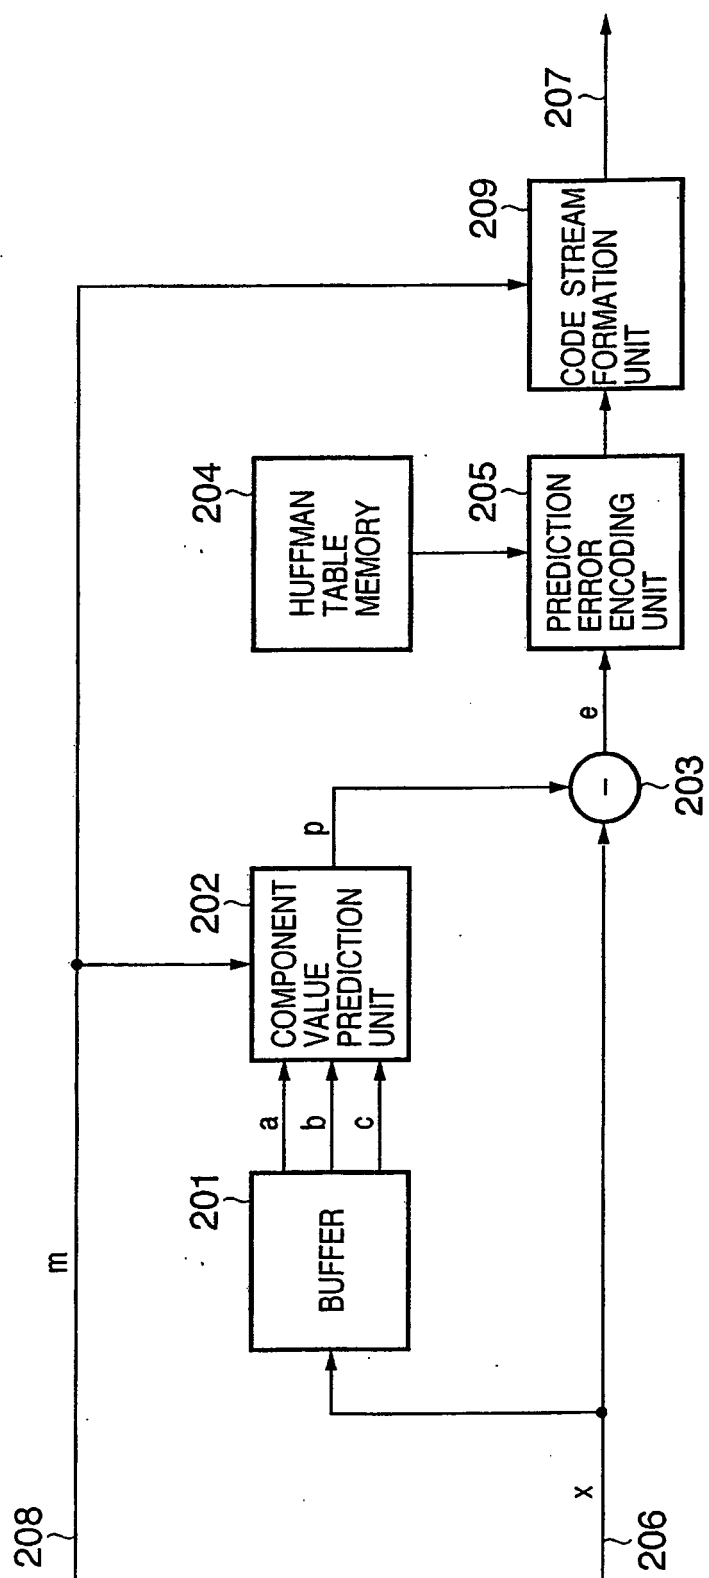 208
m
206
x
201
BUFFER
a
b
c
202
COMPONENT
VALUE
PREDICTION
UNIT
p
203
−
e
204
HUFFMAN
TABLE
MEMORY
205
PREDICTION
ERROR
ENCODING
UNIT
209
CODE STREAM
FORMATION
UNIT
207